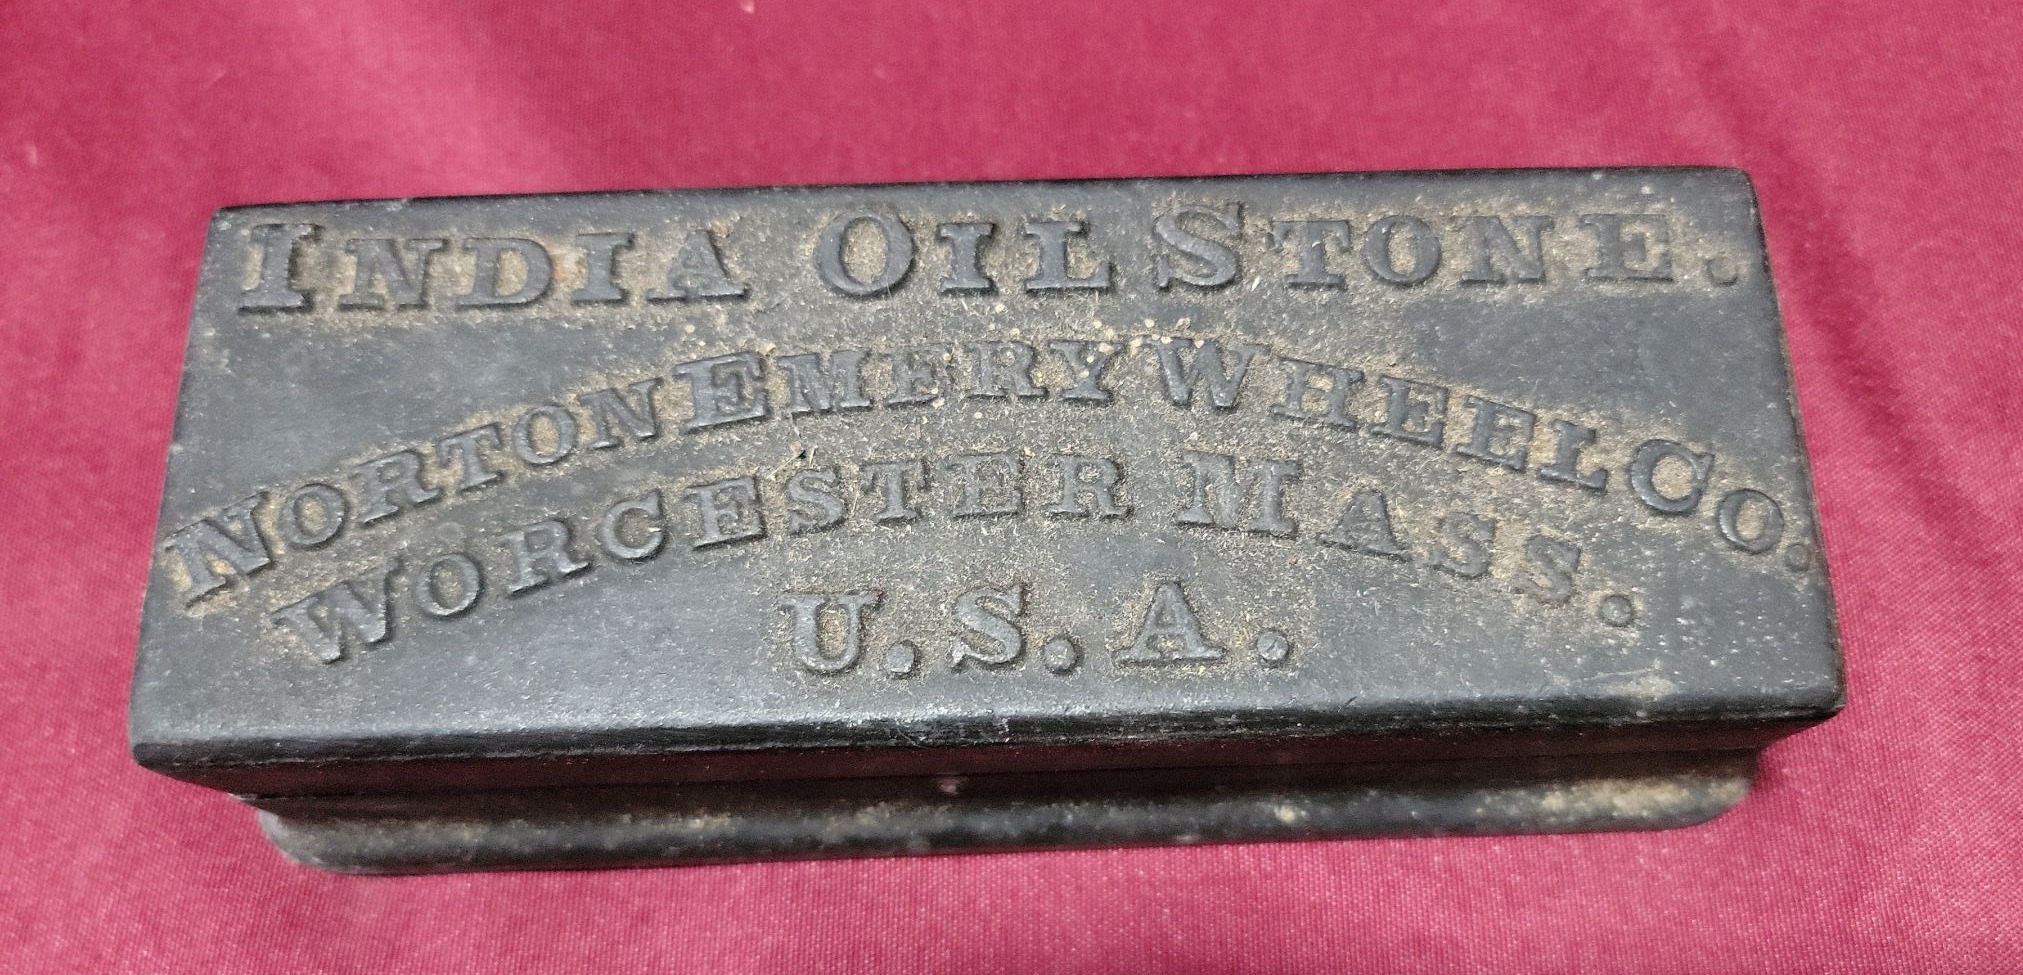 INDIA OIL STONE.
NORTON EMERY WHEEL CO.
WORCESTER MASS.
U.S.A.